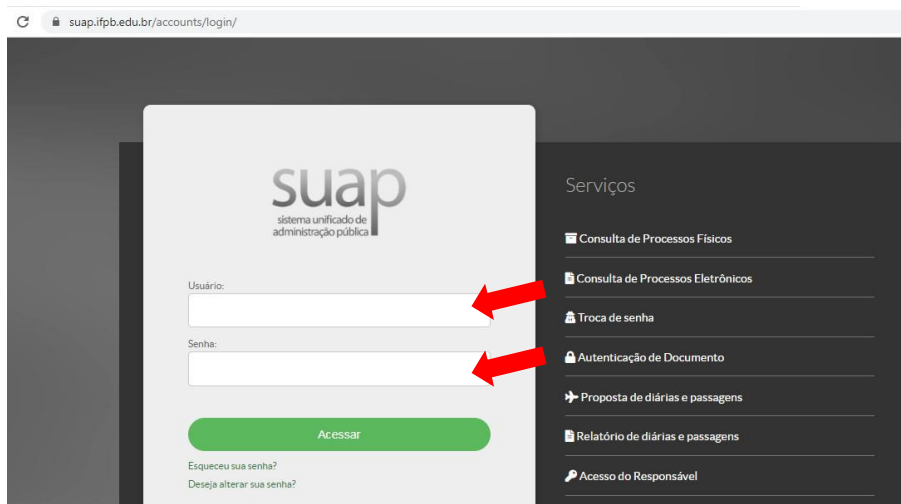 suap.ifpb.edu.br/accounts/login/
suap
sistema unificado de
administração pública
Usuário:
Senha:
Acessar
Esqueceu sua senha?
Deseja alterar sua senha?
Serviços
Consulta de Processos Físicos
Consulta de Processos Eletrônicos
Troca de senha
Autenticação de Documento
Proposta de diárias e passagens
Relatório de diárias e passagens
Acesso do Responsável